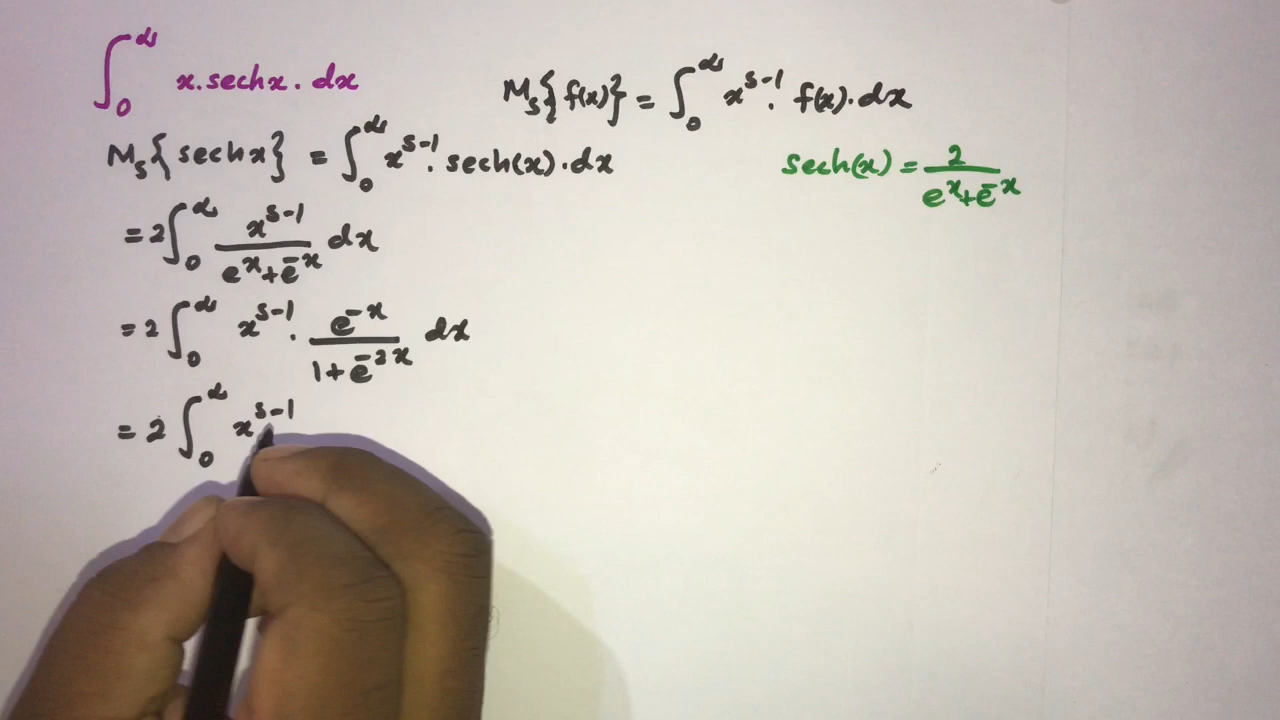 ∫₀^∞ x.sechx.dx
M_s{f(x)} = ∫₀^∞ x^{s-1}. f(x).dx
M_s{sechx} = ∫₀^∞ x^{s-1}. sech(x).dx
sech(x) = 2/(e^x+e^{-x})
= 2∫₀^∞ x^{s-1}/(e^x+e^{-x}) dx
= 2∫₀^∞ x^{s-1}. e^{-x}/(1+e^{-2x}) dx
= 2∫₀^∞ x^{s-1}